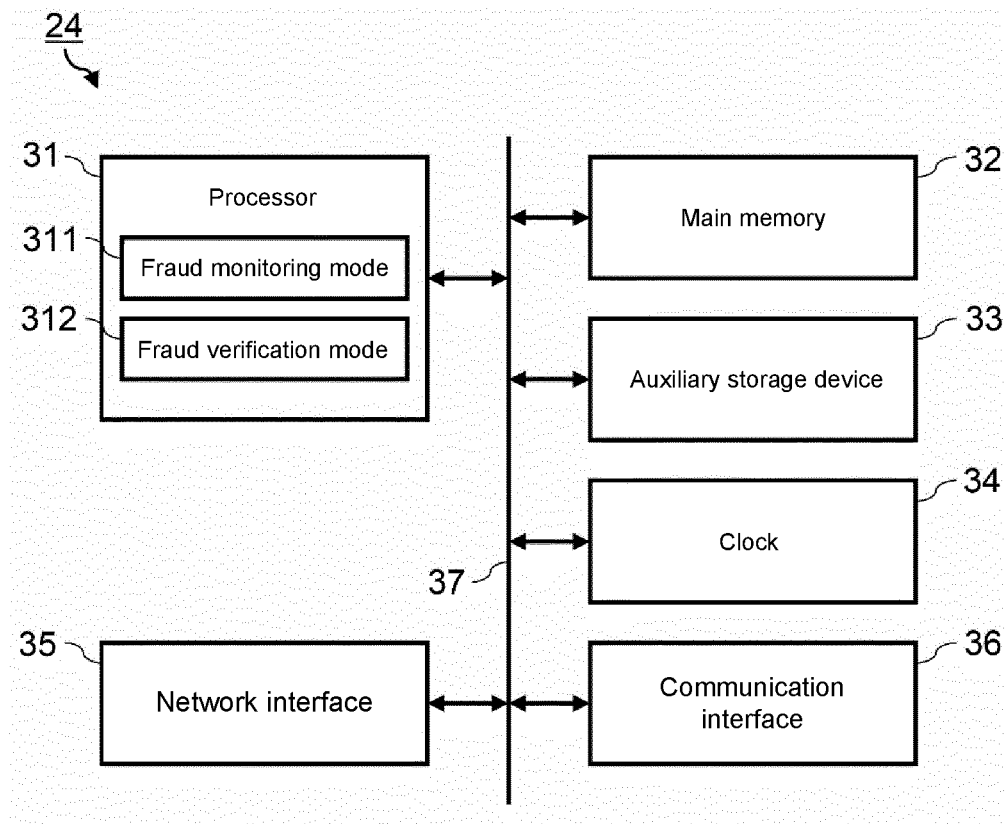 24
31
Processor
311
Fraud monitoring mode
312
Fraud verification mode
32
Main memory
33
Auxiliary storage device
34
Clock
37
35
Network interface
36
Communication
interface